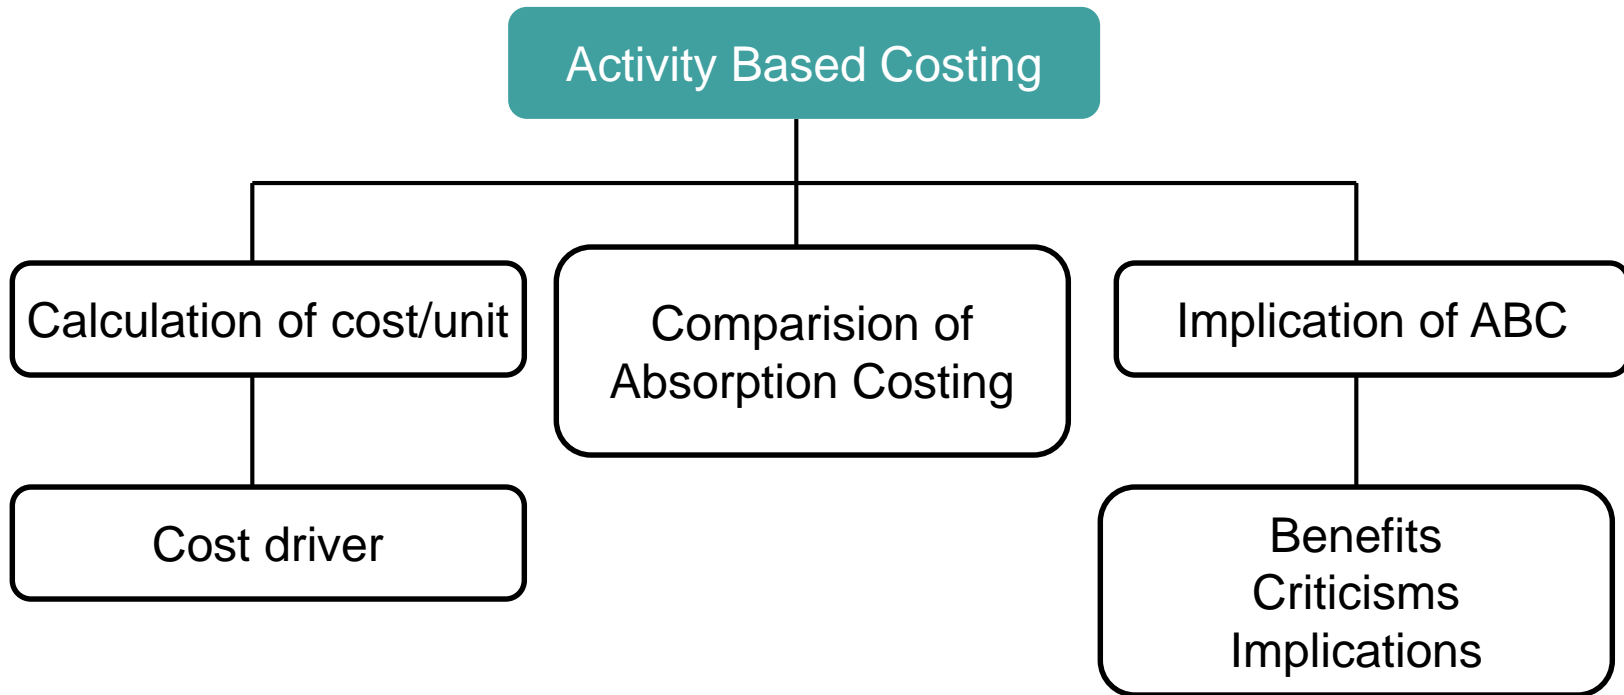 Activity Based Costing
Calculation of cost/unit
Comparision of
Absorption Costing
Implication of ABC
Cost driver
Benefits
Criticisms
Implications